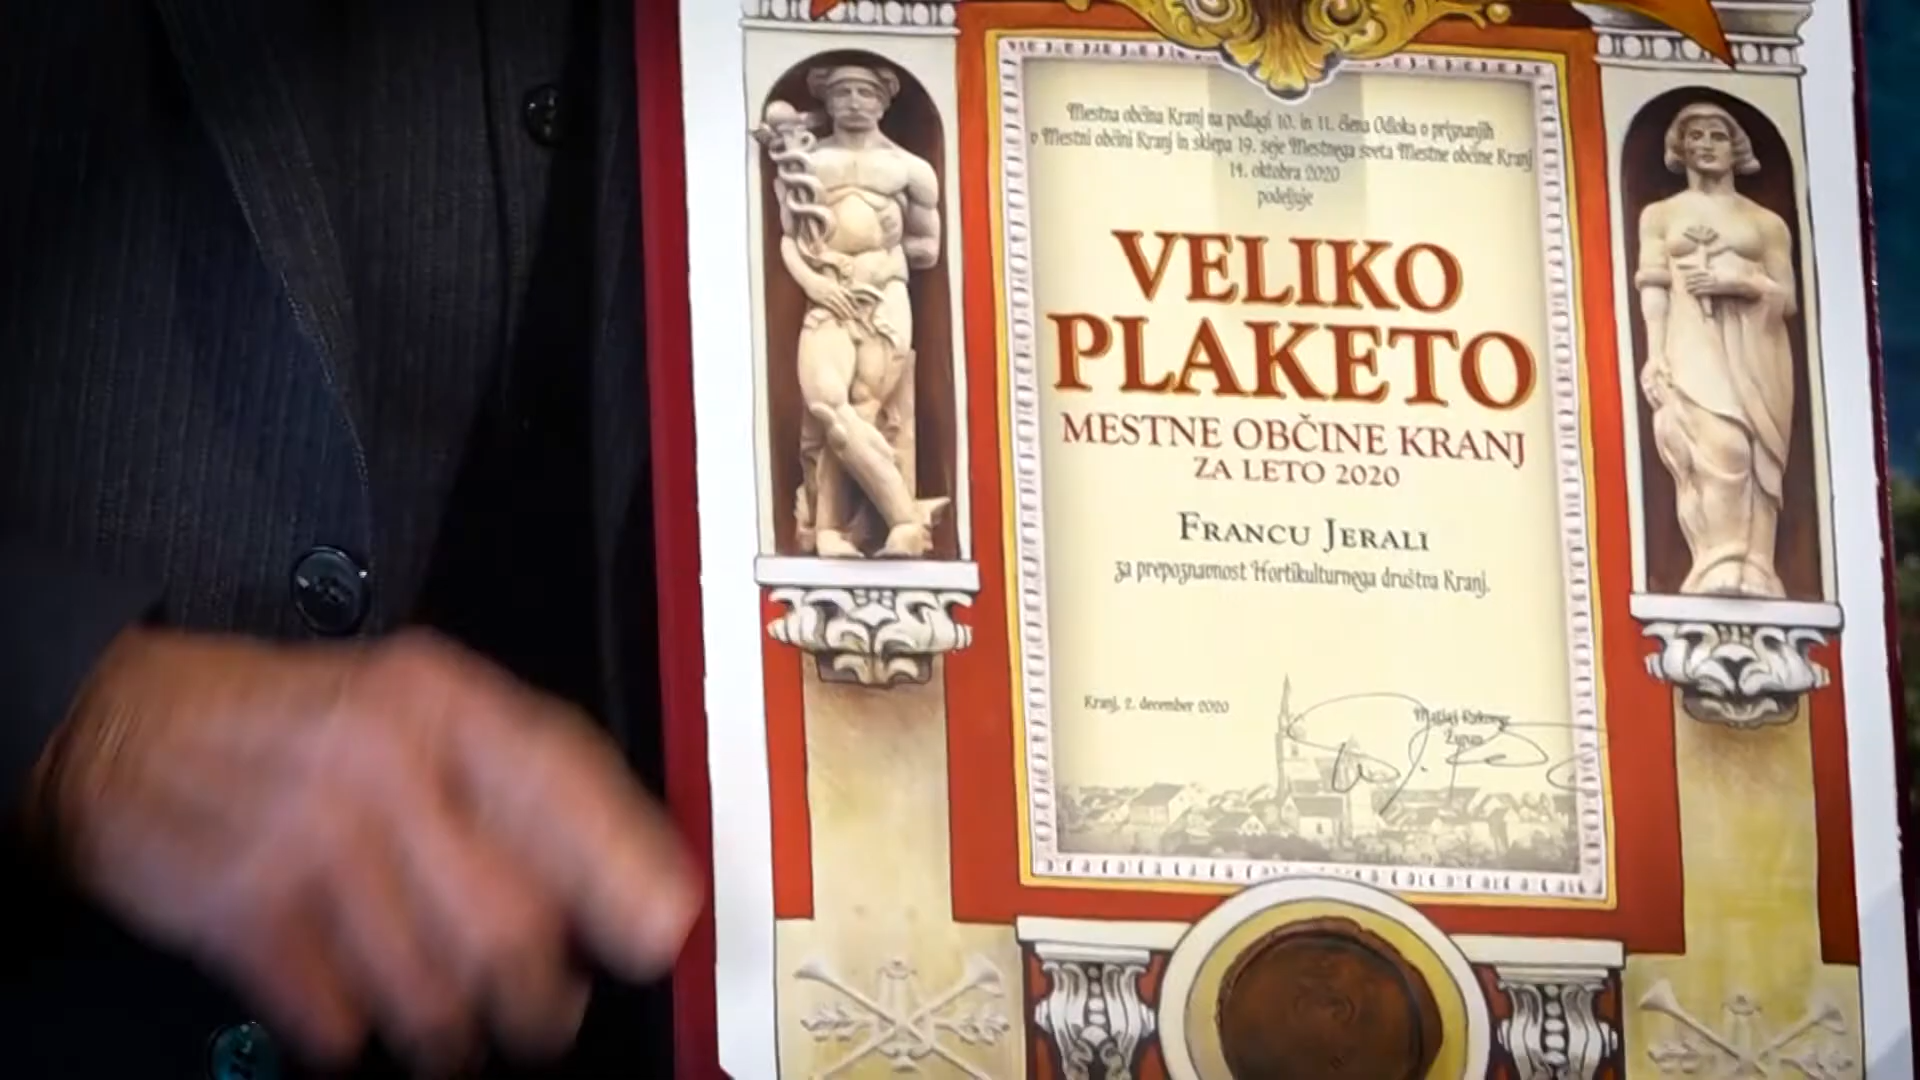 Mestna občina Kranj na podlagi 10. in 11. člena Odloka o priznanjih
v Mestni občini Kranj in sklepa 19. seje Mestnega sveta Mestne občine Kranj
14. oktobra 2020
podeljuje
VELIKO
PLAKETO
MESTNE OBČINE KRANJ
ZA LETO 2020
FRANCU JERALI
za prepoznavnost Hortikulturnega društva Kranj.
Kranj, 2. december 2020
Matjaž Rakovec
Župan